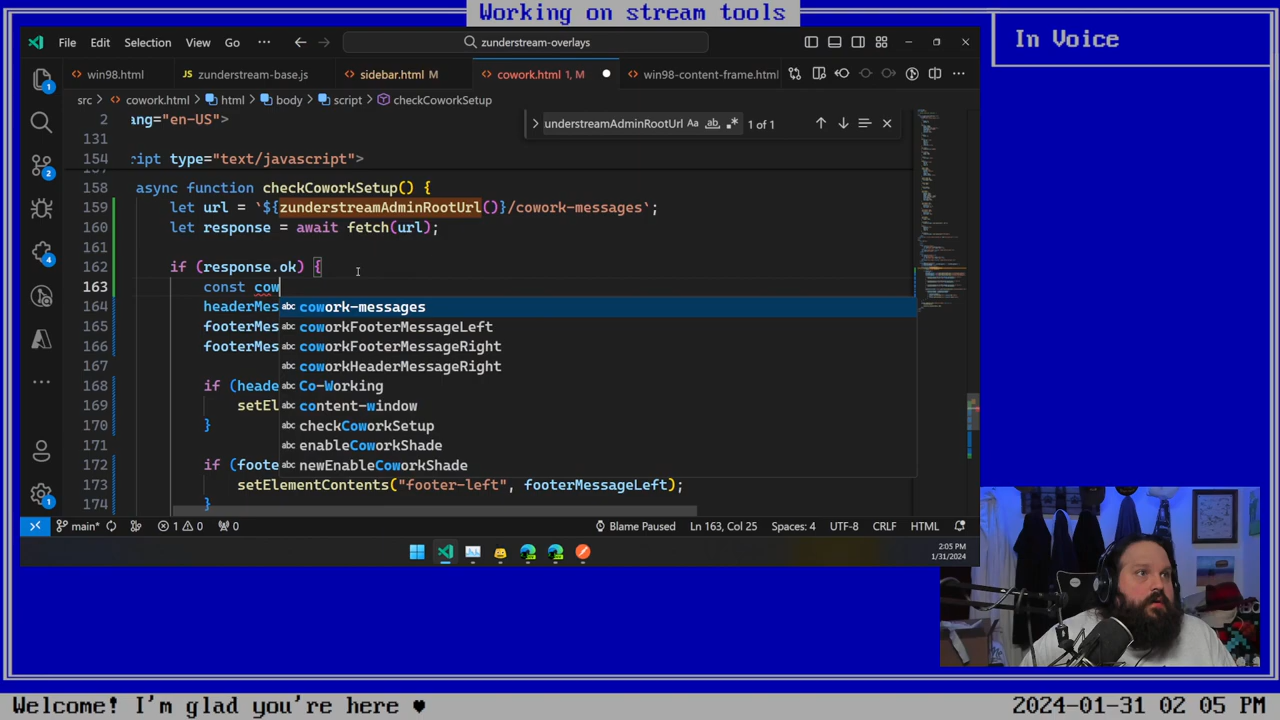 Working on stream tools
In Voice
File Edit Selection View Go ... zunderstream-overlays
win98.html zunderstream-base.js sidebar.html M cowork.html 1, M win98-content-frame.html
src > cowork.html > html > body > script > checkCoworkSetup
2 ang="en-US">
understreamAdminRootUrl Aa ab 1 of 1
131
154 ript type="text/javascript">
158 async function checkCoworkSetup() {
159 let url = `${zunderstreamAdminRootUrl()}/cowork-messages`;
160 let response = await fetch(url);
161
162 if (response.ok) {
163 const cow
164 headerMes
cowork-messages
165 footerMes
coworkFooterMessageLeft
166 footerMes
coworkFooterMessageRight
167
coworkHeaderMessageRight
168 if (heade
Co-Working
169 setEl
content-window
170 }
checkCoworkSetup
171
enableCoworkShade
172 if (foote
newEnableCoworkShade
173 setElementContents("footer-left", footerMessageLeft);
174 }
main* 1 0 0 Blame Paused Ln 163, Col 25 Spaces: 4 UTF-8 CRLF HTML
2:05 PM
1/31/2024
Welcome! I'm glad you're here ♥
2024-01-31 02 05 PM